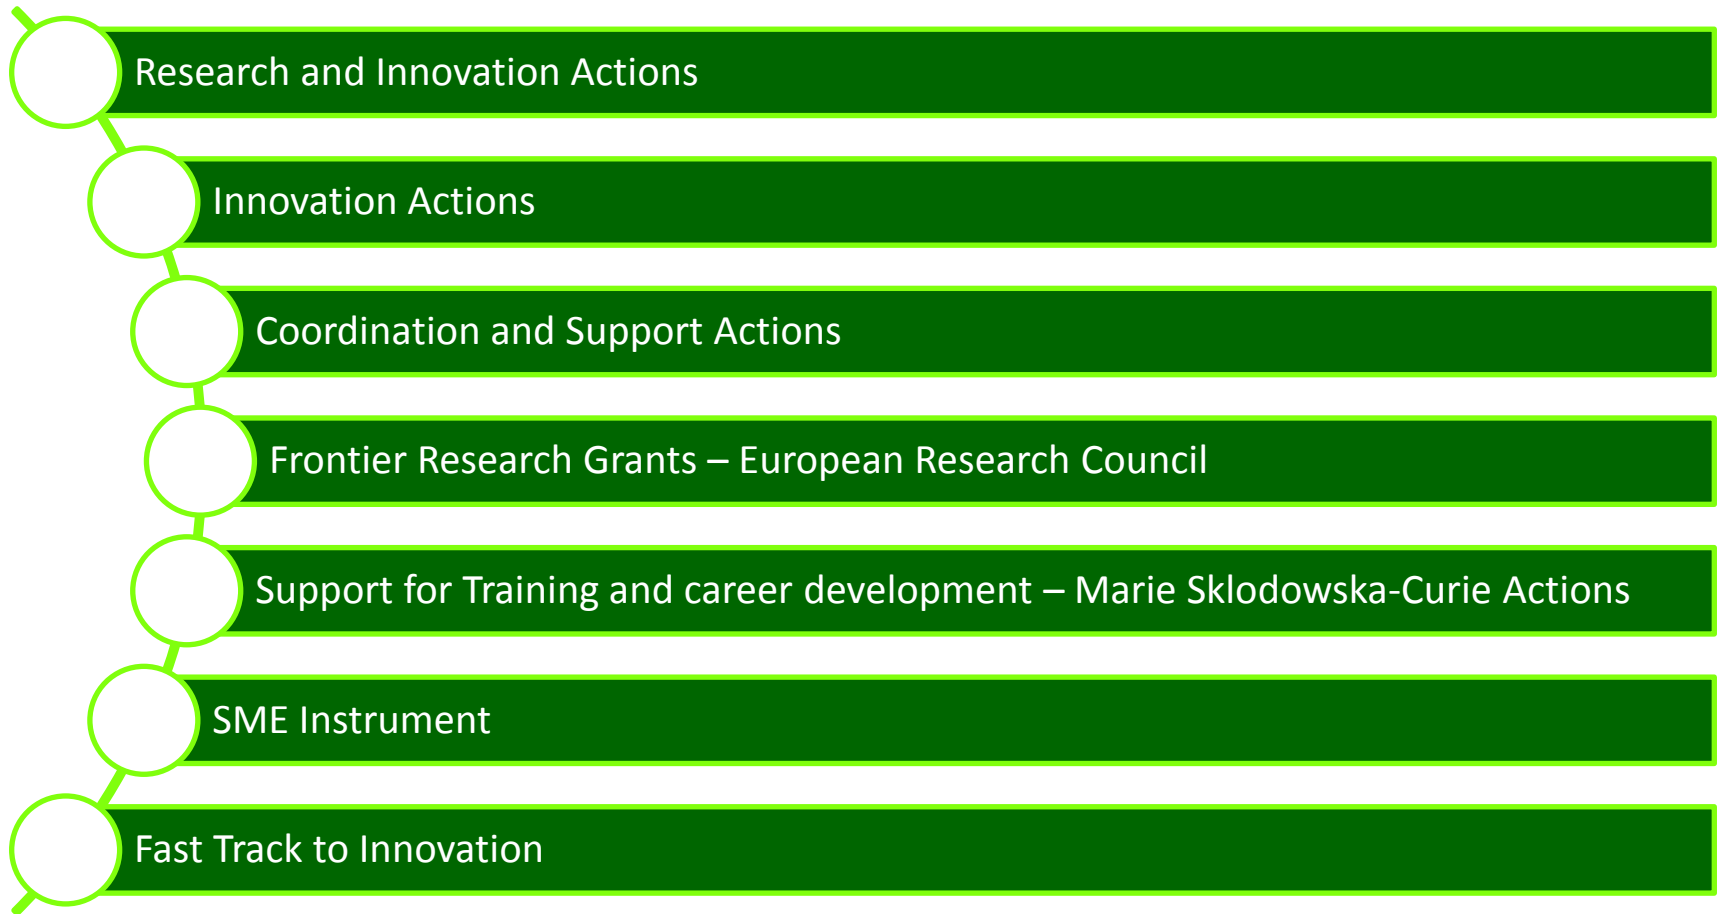 Research and Innovation Actions
Innovation Actions
Coordination and Support Actions
Frontier Research Grants – European Research Council
Support for Training and career development – Marie Sklodowska-Curie Actions
SME Instrument
Fast Track to Innovation